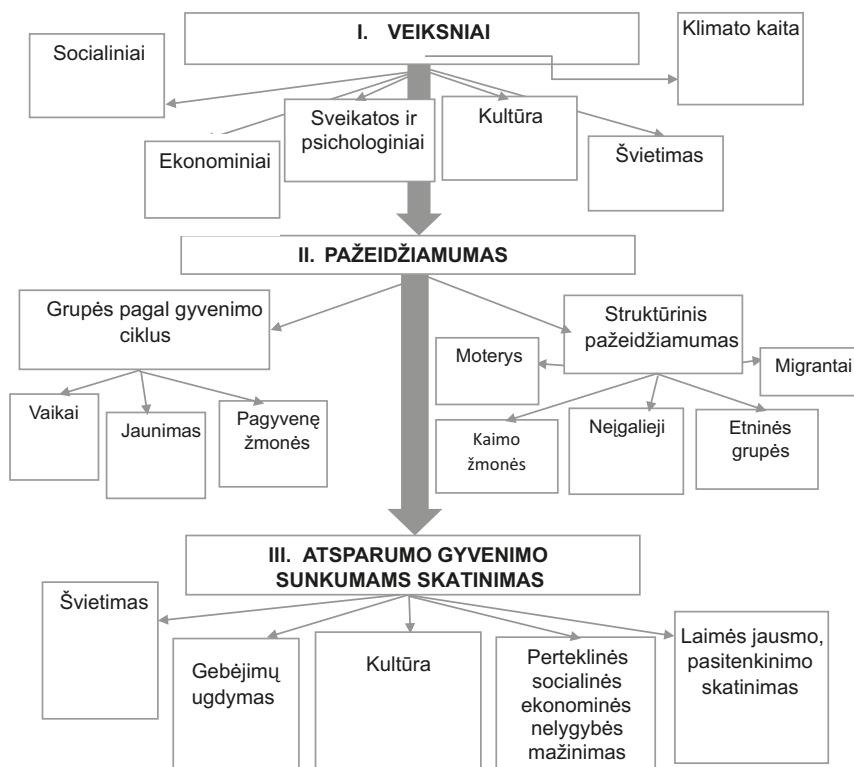 I. VEIKSNIAI
Klimato kaita
Socialiniai
Ekonominiai
Sveikatos ir
psichologiniai
Kultūra
Švietimas
II. PAŽEIDŽIAMUMAS
Grupės pagal gyvenimo
ciklus
Struktūrinis
pažeidžiamumas
Moterys
Migrantai
Vaikai
Jaunimas
Pagyvenę
žmonės
Kaimo
žmonės
Neįgalieji
Etninės
grupės
III. ATSPARUMO GYVENIMO
SUNKUMAMS SKATINIMAS
Švietimas
Gebėjimų
ugdymas
Kultūra
Perteklinės
socialinės
ekonominės
nelygybės
mažinimas
Laimės jausmo,
pasitenkinimo
skatinimas